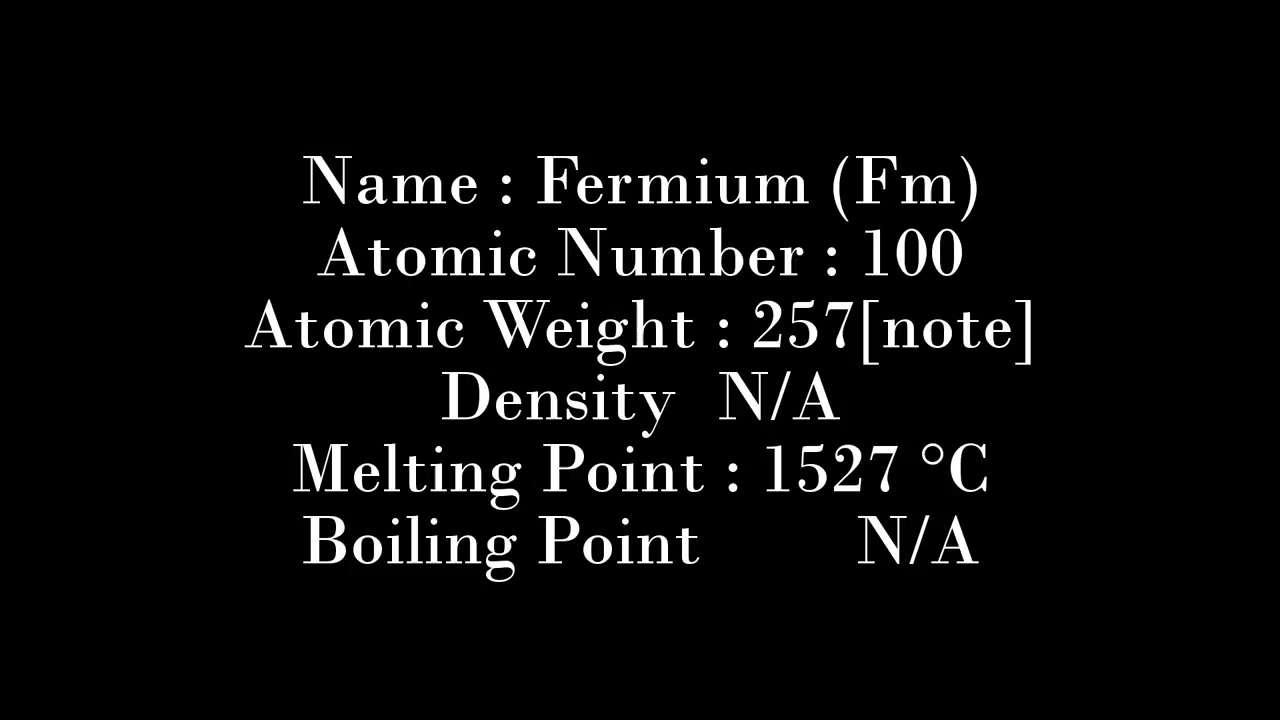 Name : Fermium (Fm)
Atomic Number : 100
Atomic Weight : 257[note]
Density N/A
Melting Point : 1527 °C
Boiling Point N/A